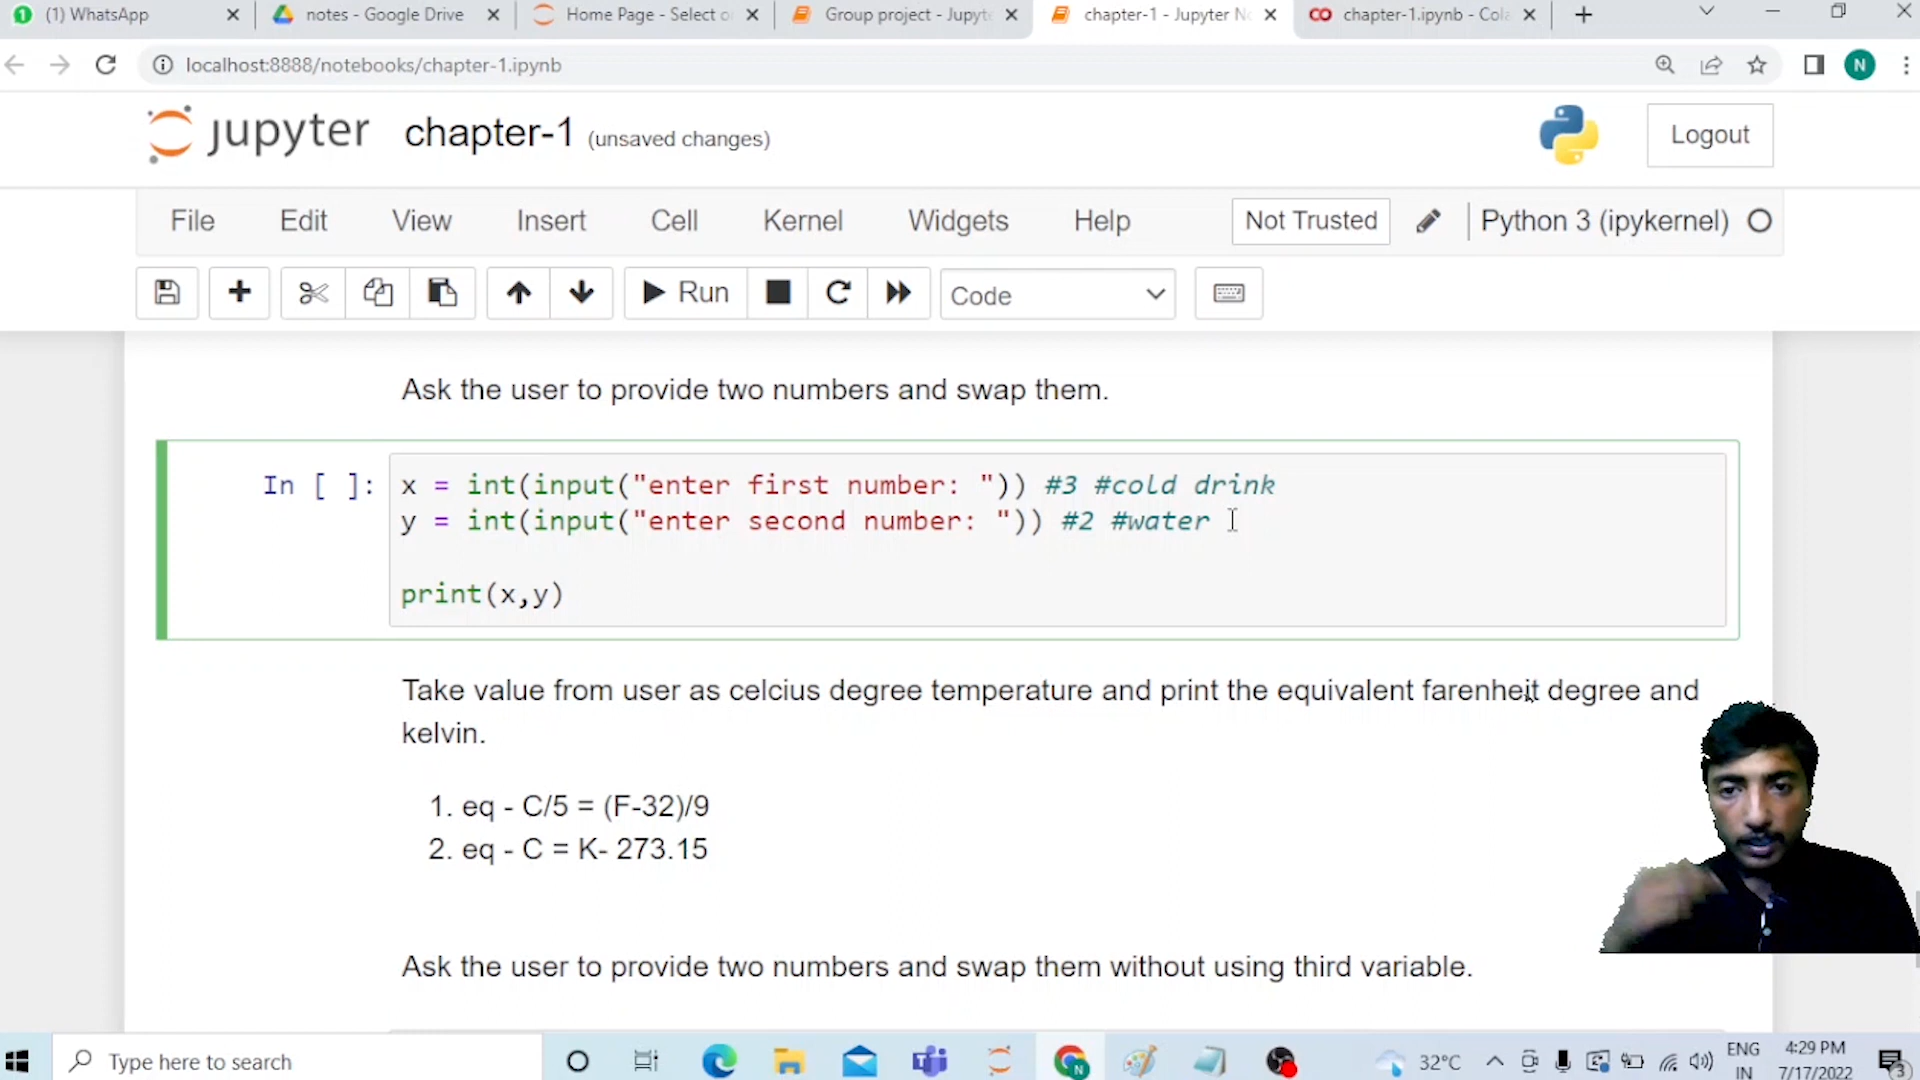 (1) WhatsApp
notes - Google Drive
Home Page - Select o
Group project - Jupyt
chapter-1 - Jupyter N
chapter-1.ipynb - Cola
localhost:8888/notebooks/chapter-1.ipynb
N
jupyter chapter-1 (unsaved changes)
Logout
File Edit View Insert Cell Kernel Widgets Help
Not Trusted
Python 3 (ipykernel)
Run
Code
Ask the user to provide two numbers and swap them.
In [ ]:
x = int(input("enter first number: ")) #3 #cold drink
y = int(input("enter second number: ")) #2 #water
print(x,y)
Take value from user as celcius degree temperature and print the equivalent farenheit degree and
kelvin.
1. eq - C/5 = (F-32)/9
2. eq - C = K- 273.15
Ask the user to provide two numbers and swap them without using third variable.
Type here to search
32°C
ENG
IN
4:29 PM
7/17/2022
3